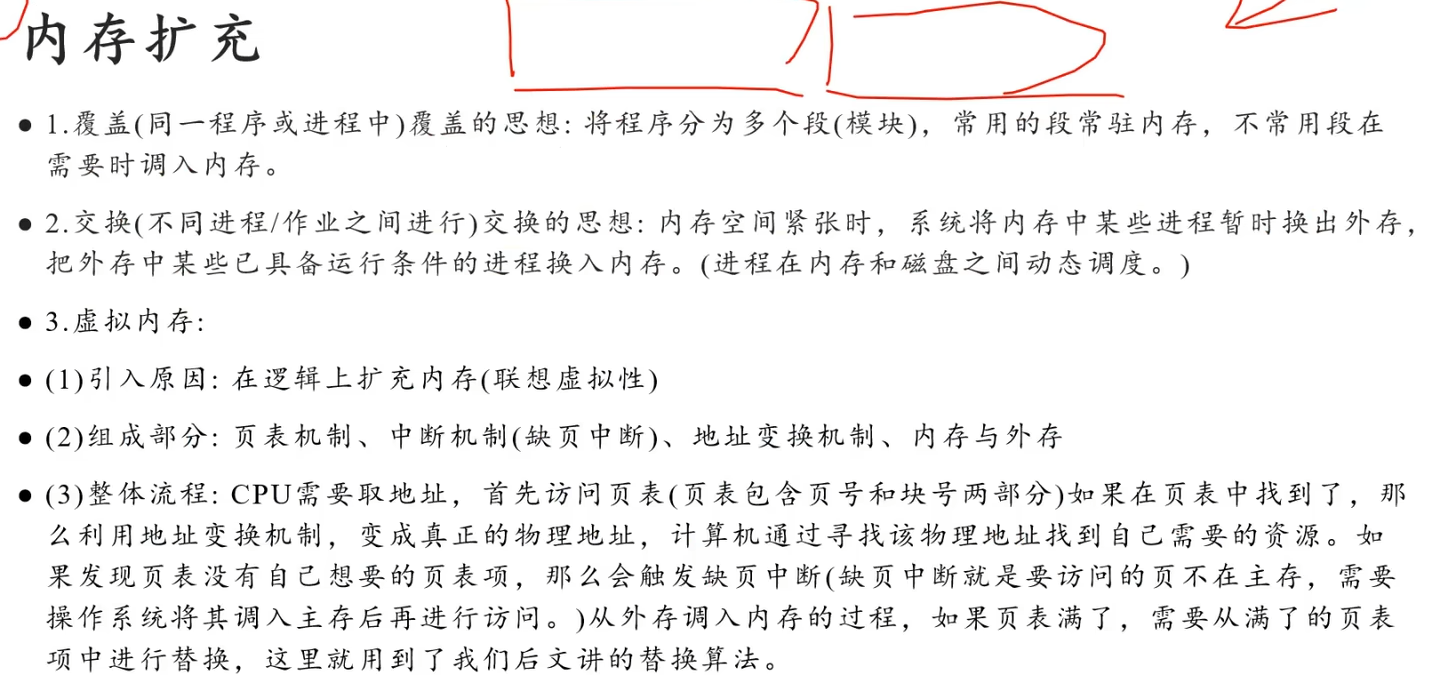 内存扩充
• 1.覆盖(同一程序或进程中)覆盖的思想: 将程序分为多个段(模块)，常用的段常驻内存，不常用段在
需要时调入内存。
• 2.交换(不同进程/作业之间进行)交换的思想: 内存空间紧张时，系统将内存中某些进程暂时换出外存，
把外存中某些已具备运行条件的进程换入内存。(进程在内存和磁盘之间动态调度。)
• 3.虚拟内存:
• (1)引入原因: 在逻辑上扩充内存(联想虚拟性)
• (2)组成部分: 页表机制、中断机制(缺页中断)、地址变换机制、内存与外存
• (3)整体流程: CPU需要取地址，首先访问页表(页表包含页号和块号两部分)如果在页表中找到了，那
么利用地址变换机制，变成真正的物理地址，计算机通过寻找该物理地址找到自己需要的资源。如
果发现页表没有自己想要的页表项，那么会触发缺页中断(缺页中断就是要访问的页不在主存，需要
操作系统将其调入主存后再进行访问。)从外存调入内存的过程，如果页表满了，需要从满了的页表
项中进行替换，这里就用到了我们后文讲的替换算法。